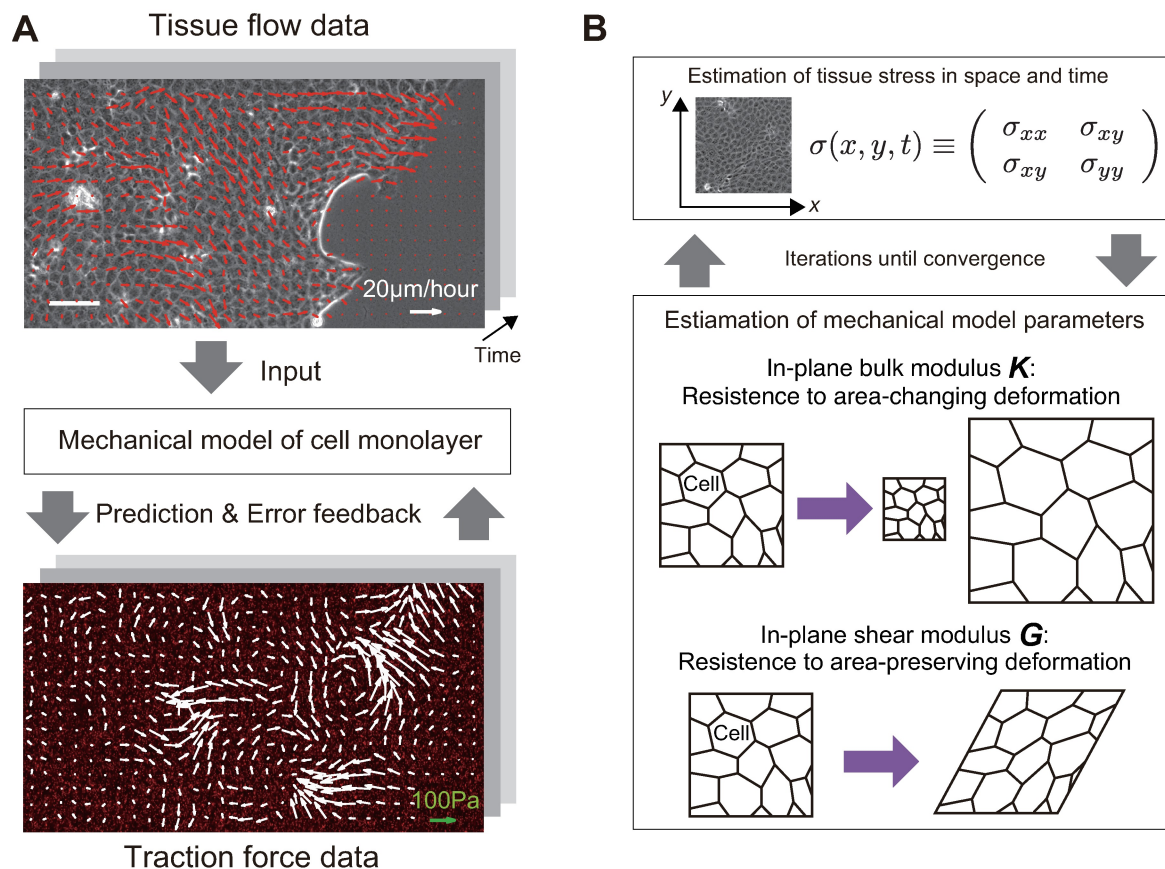 A
Tissue flow data
20μm/hour
Time
Input
Mechanical model of cell monolayer
Prediction & Error feedback
100Pa
Traction force data
B
Estimation of tissue stress in space and time
y
x
σ(x, y, t) ≡ ( σxx σxy
σxy σyy )
Iterations until convergence
Estiamation of mechanical model parameters
In-plane bulk modulus K:
Resistence to area-changing deformation
Cell
In-plane shear modulus G:
Resistence to area-preserving deformation
Cell